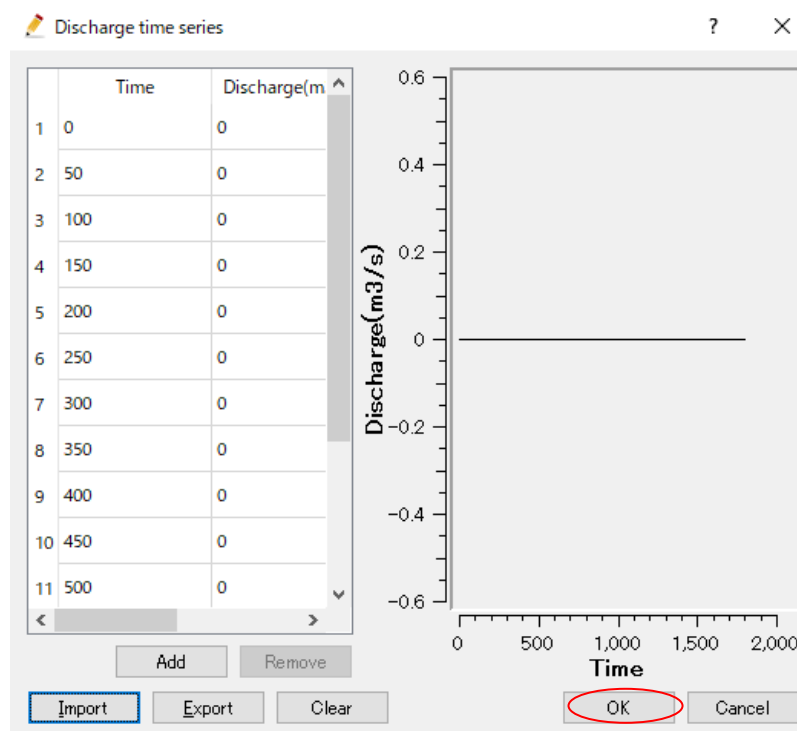 Discharge time series ?
Time Discharge(m
1 0 0
2 50 0
3 100 0
4 150 0
5 200 0
6 250 0
7 300 0
8 350 0
9 400 0
10 450 0
11 500 0
Add Remove
Import Export Clear
Discharge(m3/s)
0.6
0.4
0.2
0
-0.2
-0.4
-0.6
0 500 1,000 1,500 2,000
Time
OK Cancel